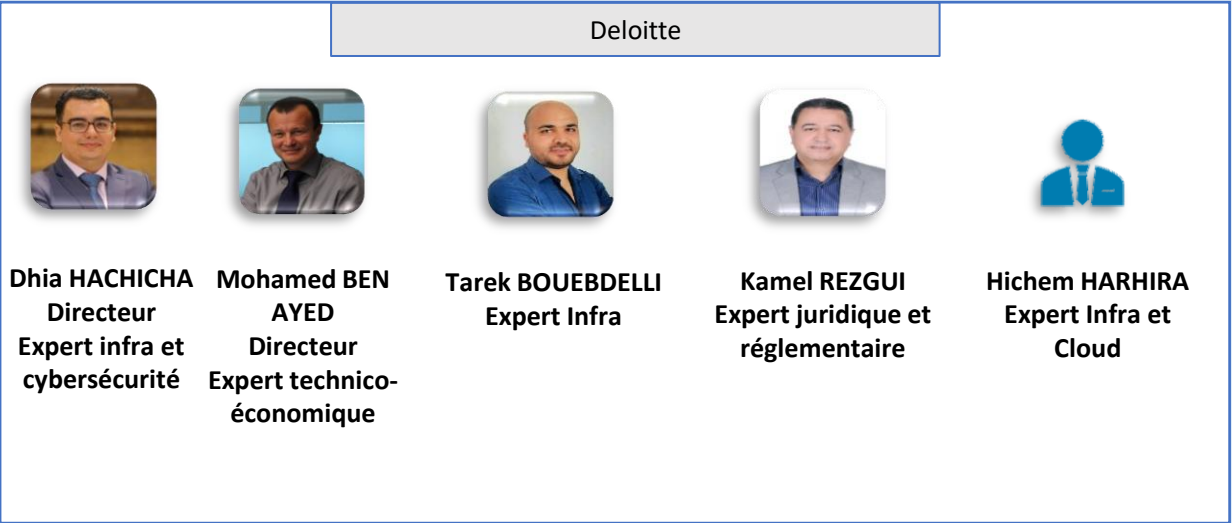 Deloitte
Dhia HACHICHA
Directeur
Expert infra et
cybersécurité
Mohamed BEN
AYED
Directeur
Expert technico-
économique
Tarek BOUEBDELLI
Expert Infra
Kamel REZGUI
Expert juridique et
réglementaire
Hichem HARHIRA
Expert Infra et
Cloud